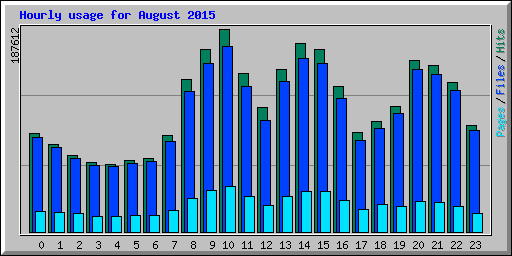 Hourly usage for August 2015
187612
Pages/Files/Hits
0 1 2 3 4 5 6 7 8 9 10 11 12 13 14 15 16 17 18 19 20 21 22 23